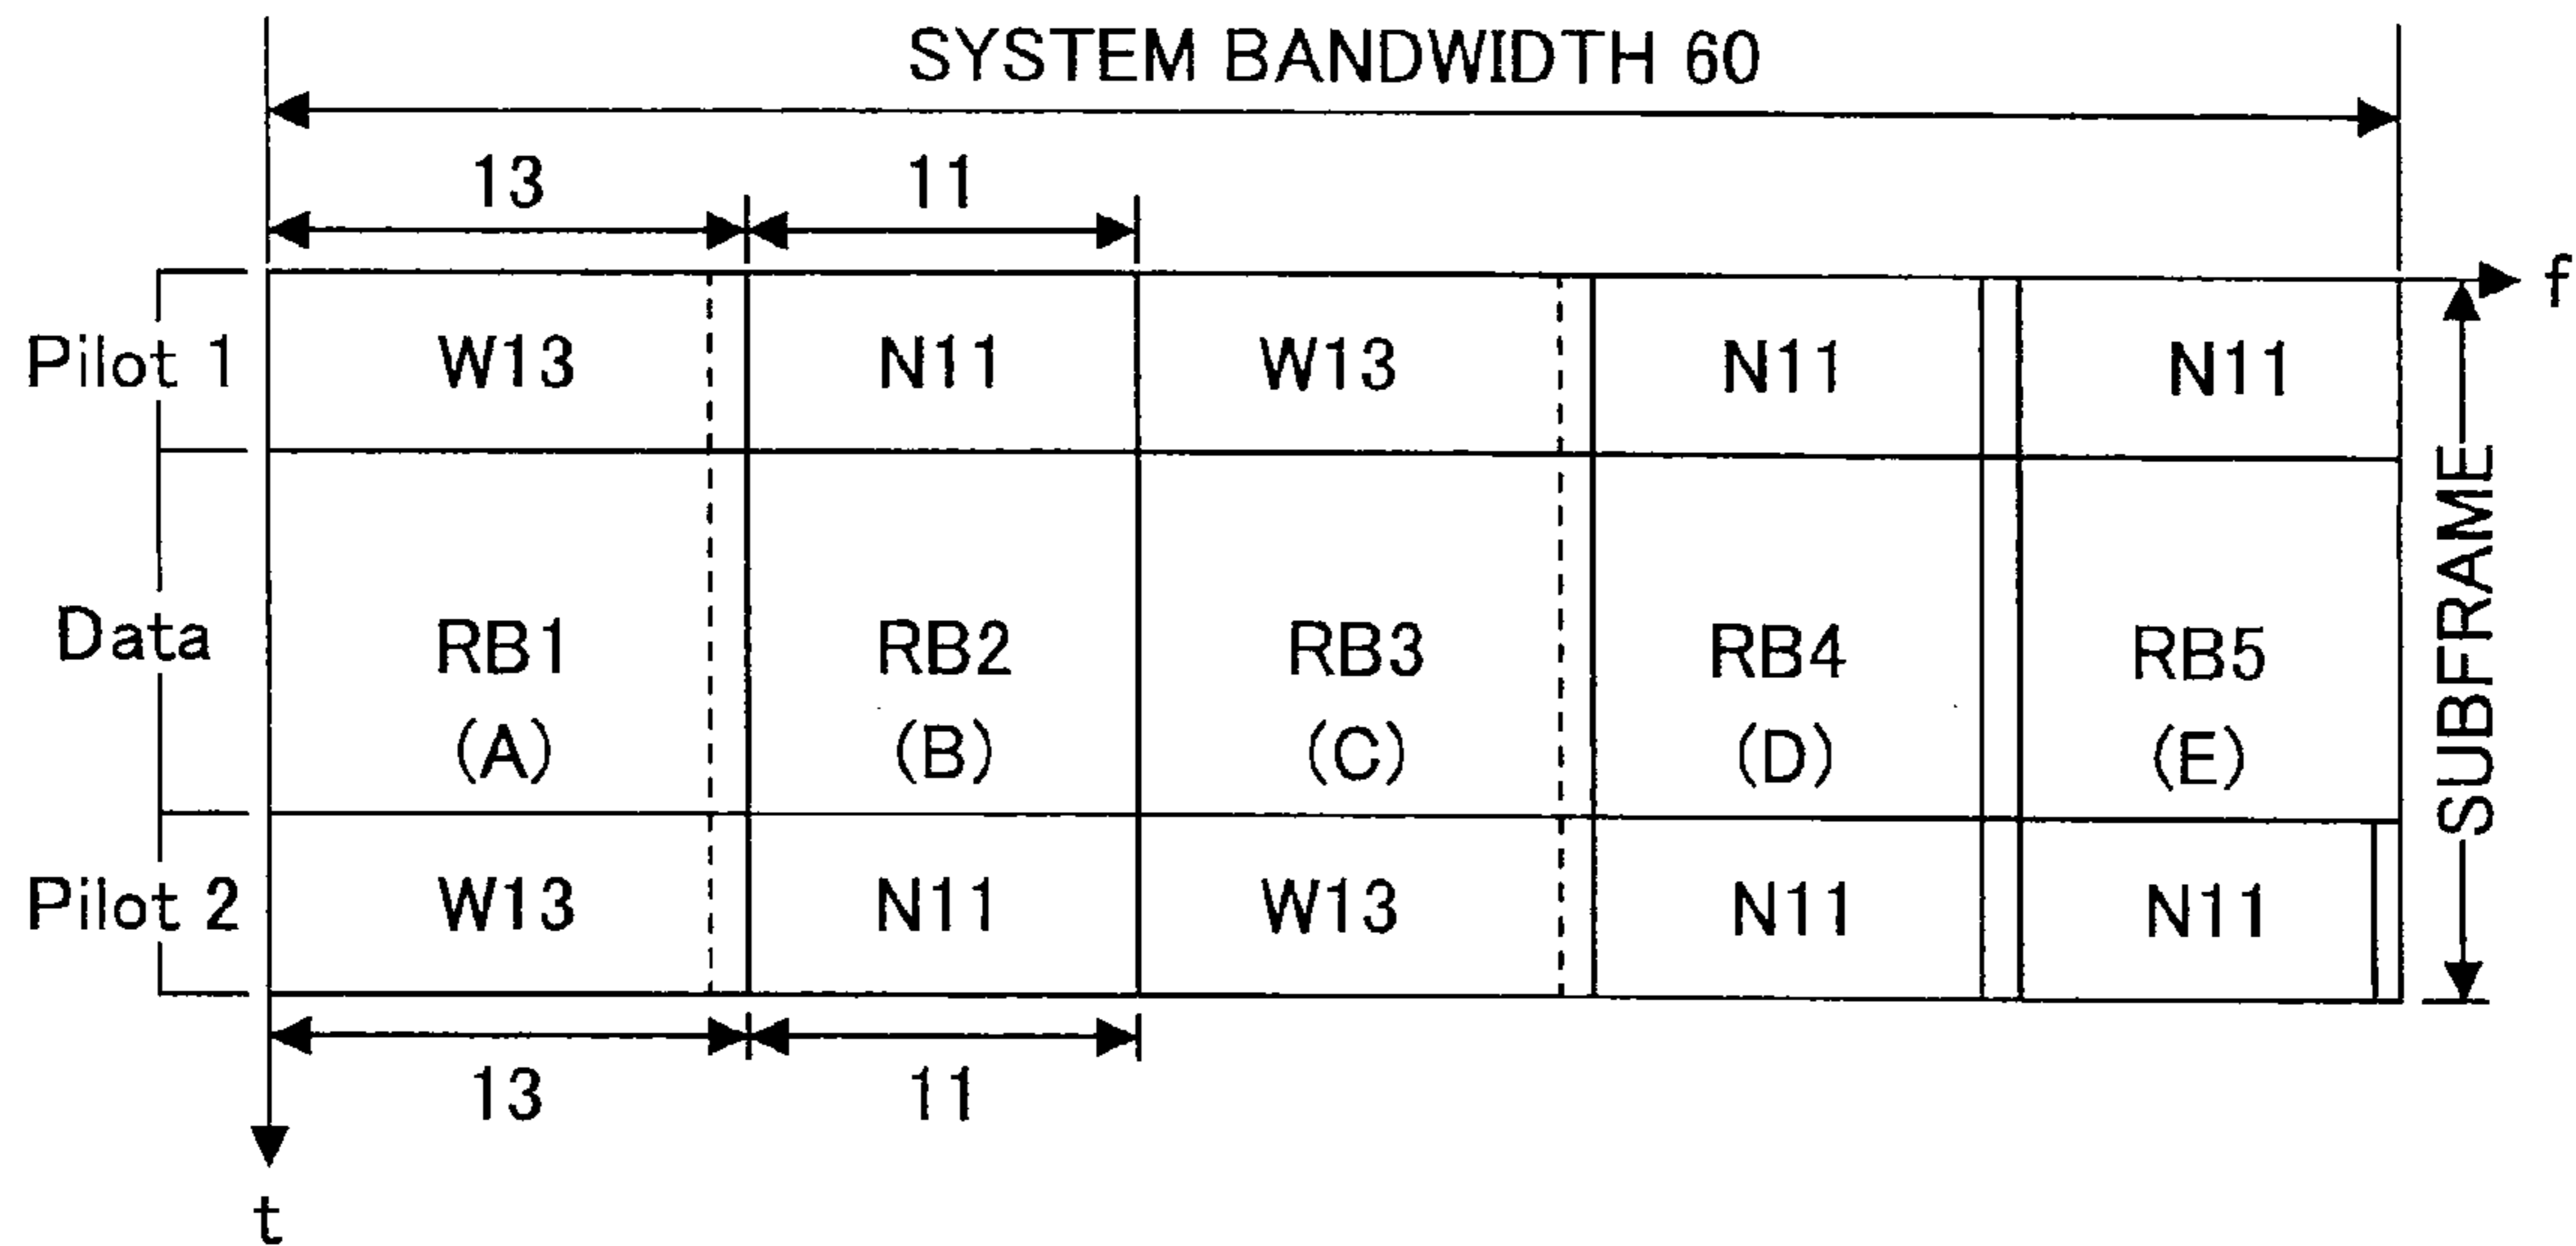 SYSTEM BANDWIDTH 60
13 11
f
Pilot 1 W13 N11 W13 N11 N11
Data RB1 RB2 RB3 RB4 RB5
(A) (B) (C) (D) (E)
SUBFRAME
Pilot 2 W13 N11 W13 N11 N11
13 11
t